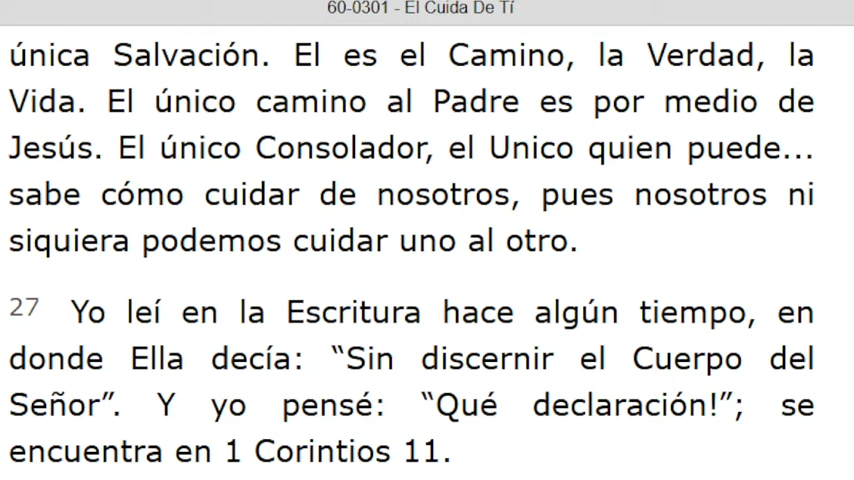 60-0301 - El Cuida De Tí
única Salvación. El es el Camino, la Verdad, la
Vida. El único camino al Padre es por medio de
Jesús. El único Consolador, el Unico quien puede...
sabe cómo cuidar de nosotros, pues nosotros ni
siquiera podemos cuidar uno al otro.
27 Yo leí en la Escritura hace algún tiempo, en
donde Ella decía: “Sin discernir el Cuerpo del
Señor”. Y yo pensé: “Qué declaración!”; se
encuentra en 1 Corintios 11.